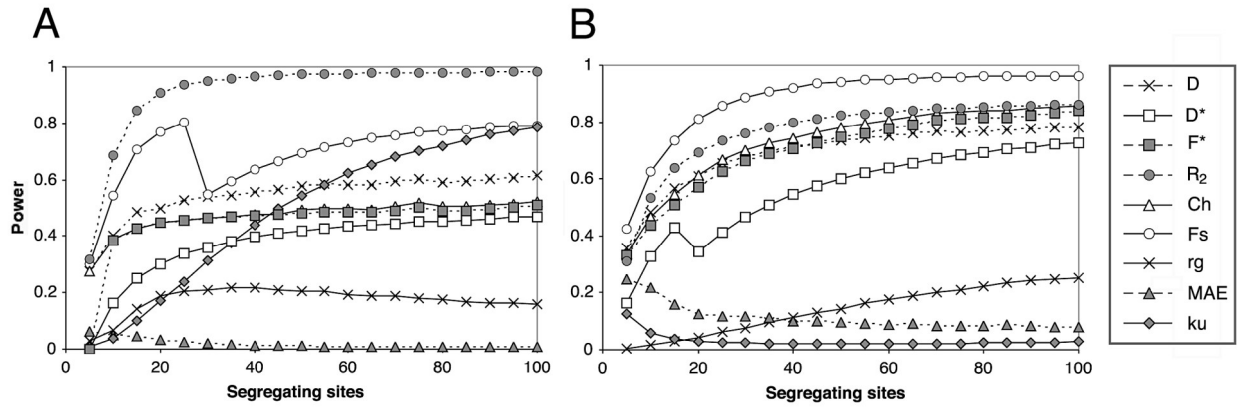 A
B
1
0.8
0.6
0.4
0.2
0
Power
0 20 40 60 80 100
Segregating sites
1
0.8
0.6
0.4
0.2
0
0 20 40 60 80 100
Segregating sites
D
D*
F*
R2
Ch
Fs
rg
MAE
ku